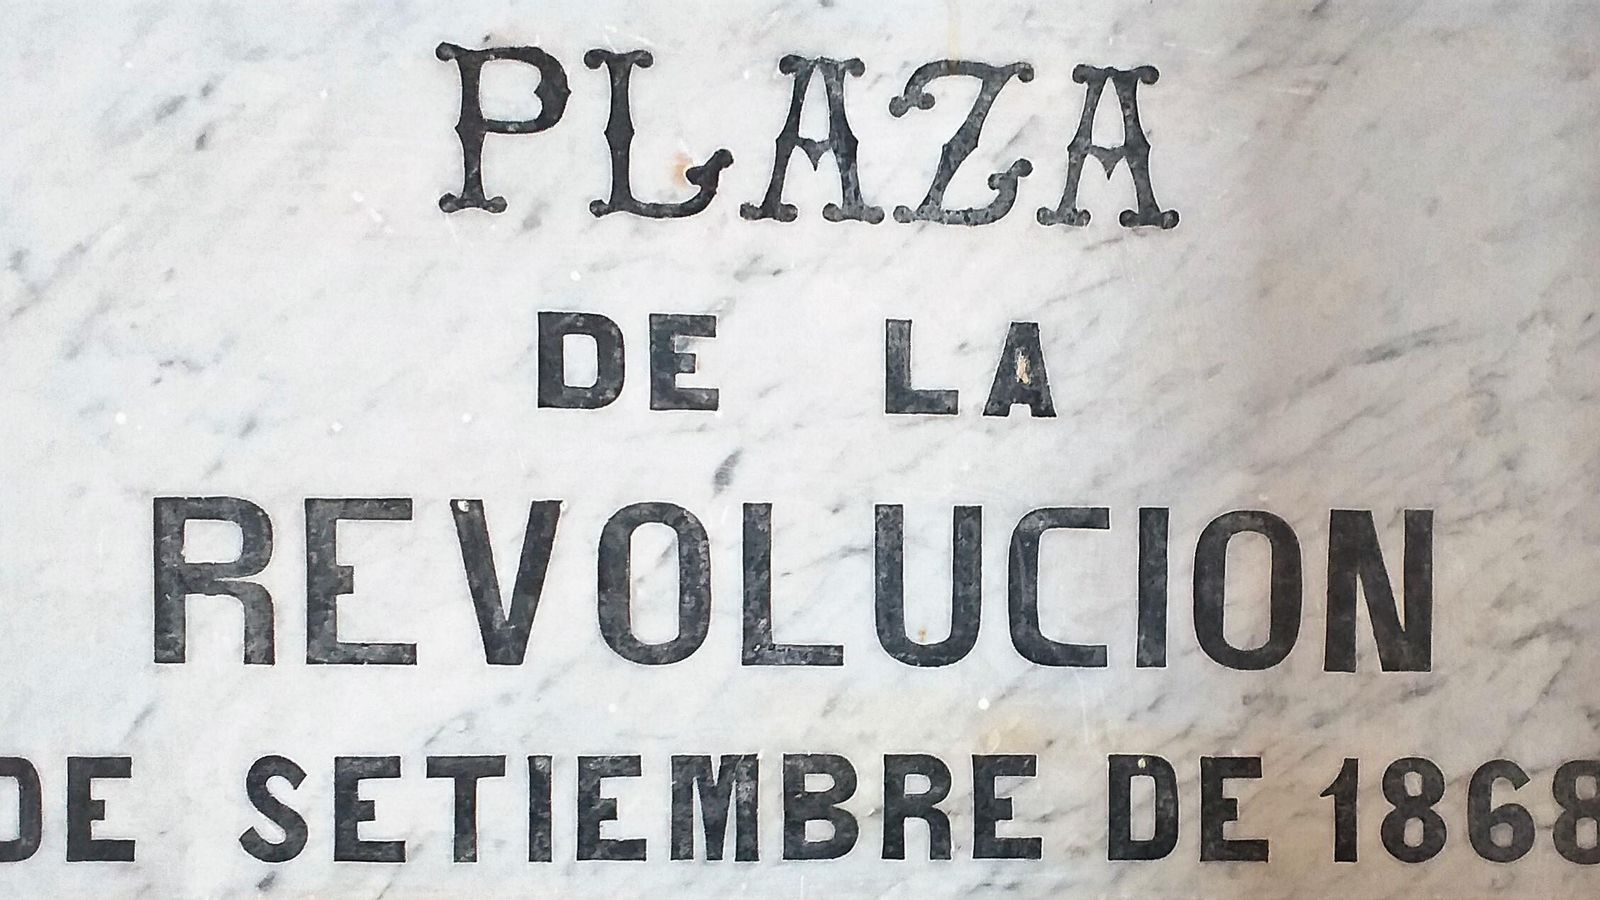 PLAZA
DE LA
REVOLUCION
DE SETIEMBRE DE 1868